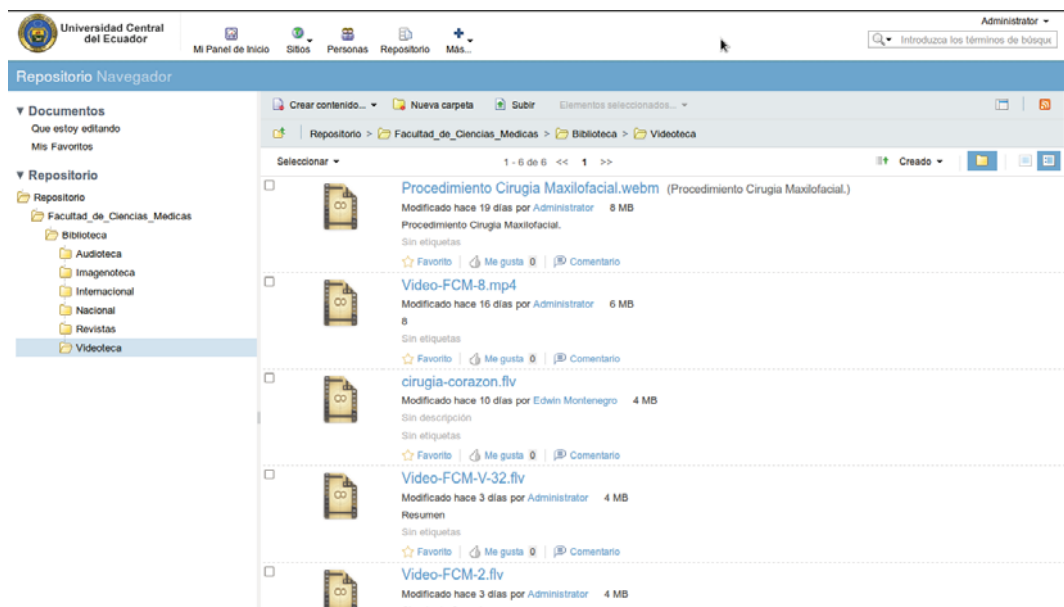 Universidad Central
del Ecuador
Mi Panel de Inicio Sitios Personas Repositorio Más...
Administrator
Introduzca los términos de búsque
Repositorio Navegador
Documentos
Que estoy editando
Mis Favoritos
Repositorio
Repositorio
Facultad_de_Ciencias_Medicas
Biblioteca
Audioteca
Imagenoteca
Internacional
Nacional
Revistas
Videoteca
Crear contenido... Nueva carpeta Subir Elementos seleccionados...
Repositorio > Facultad_de_Ciencias_Medicas > Biblioteca > Videoteca
Seleccionar 1 - 6 de 6 << 1 >> Creado
Procedimiento Cirugia Maxilofacial.webm (Procedimiento Cirugia Maxilofacial.)
Modificado hace 19 días por Administrator 8 MB
Procedimiento Cirugia Maxilofacial.
Sin etiquetas
Favorito Me gusta 0 Comentario
Video-FCM-8.mp4
Modificado hace 16 días por Administrator 6 MB
8
Sin etiquetas
Favorito Me gusta 0 Comentario
cirugia-corazon.flv
Modificado hace 10 días por Edwin Montenegro 4 MB
Sin descripción
Sin etiquetas
Favorito Me gusta 0 Comentario
Video-FCM-V-32.flv
Modificado hace 3 días por Administrator 4 MB
Resumen
Sin etiquetas
Favorito Me gusta 0 Comentario
Video-FCM-2.flv
Modificado hace 3 días por Administrator 4 MB